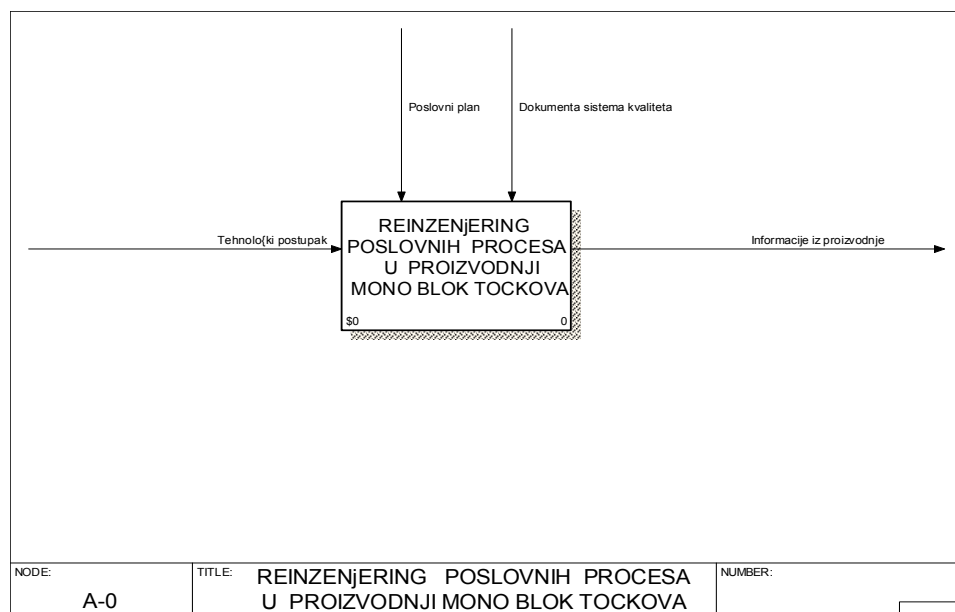 Poslovni plan
Dokumenta sistema kvaliteta
REINZENjERING
POSLOVNIH PROCESA
U PROIZVODNJI
MONO BLOK TOCKOVA
$0 0
Tehnolo{ki postupak
Informacije iz proizvodnje
NODE:
A-0
TITLE:
REINZENjERING POSLOVNIH PROCESA
U PROIZVODNJI MONO BLOK TOCKOVA
NUMBER: